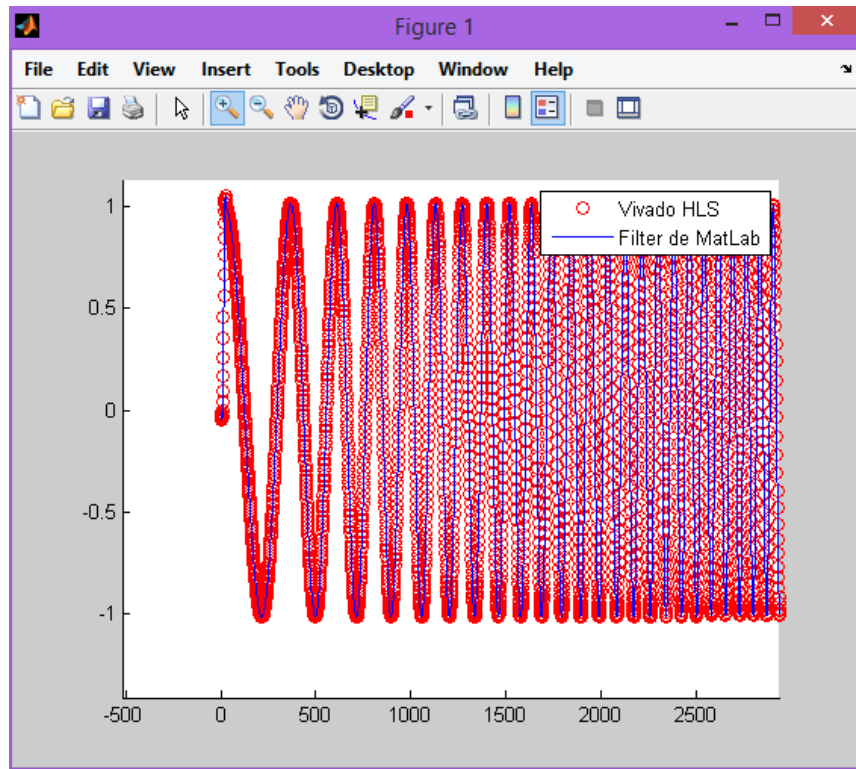 Figure 1
File Edit View Insert Tools Desktop Window Help
Vivado HLS
Filter de MatLab
1
0.5
0
-0.5
-1
-500 0 500 1000 1500 2000 2500